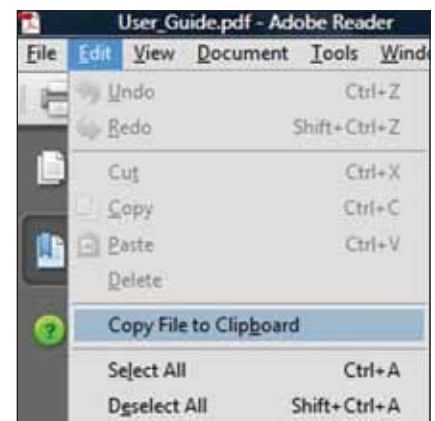 User_Guide.pdf - Adobe Reader
File Edit View Document Tools Windo
Undo Ctrl+Z
Redo Shift+Ctrl+Z
Cut Ctrl+X
Copy Ctrl+C
Paste Ctrl+V
Delete
Copy File to Clipboard
Select All Ctrl+A
Deselect All Shift+Ctrl+A